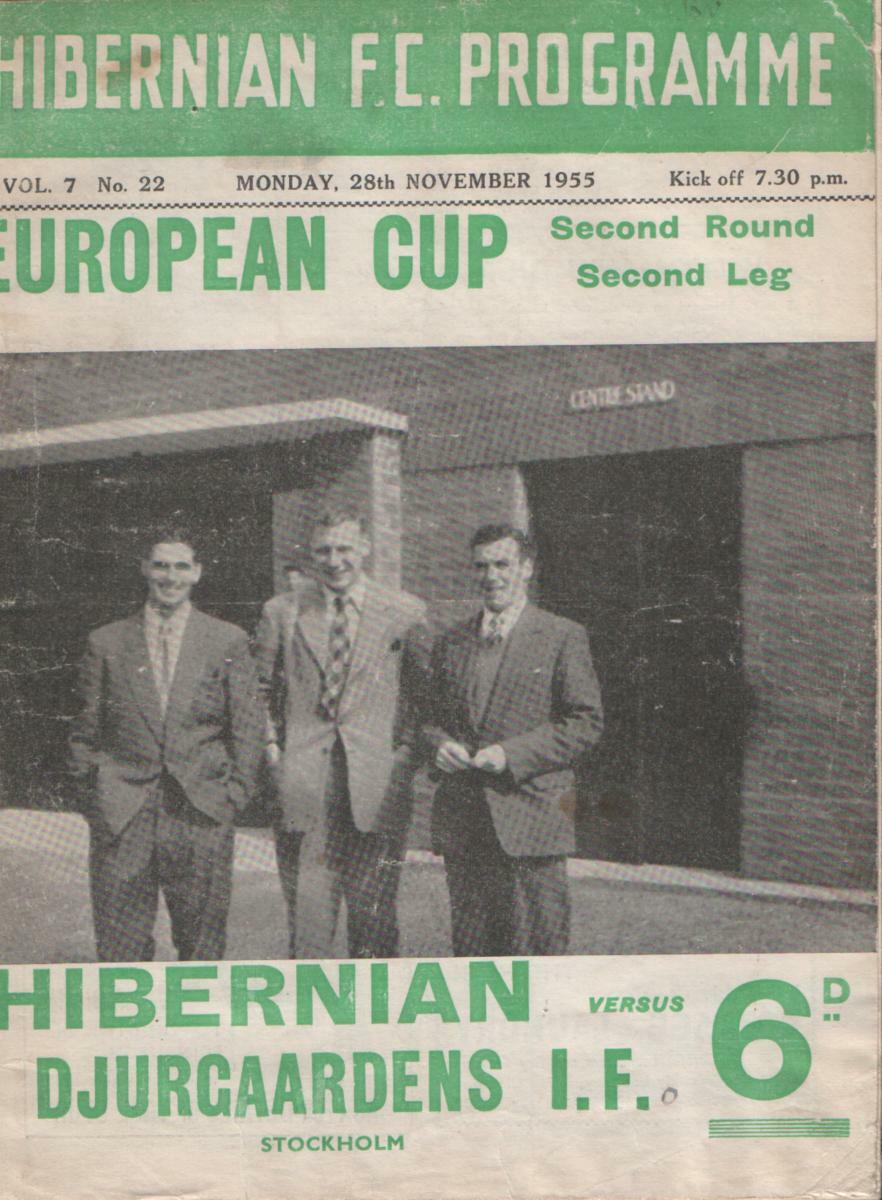 HIBERNIAN F.C. PROGRAMME
VOL. 7 No. 22 MONDAY, 28th NOVEMBER 1955 Kick off 7.30 p.m.
EUROPEAN CUP Second Round
Second Leg
CENTRE STAND
HIBERNIAN VERSUS 6D
DJURGAARDENS I.F.
STOCKHOLM